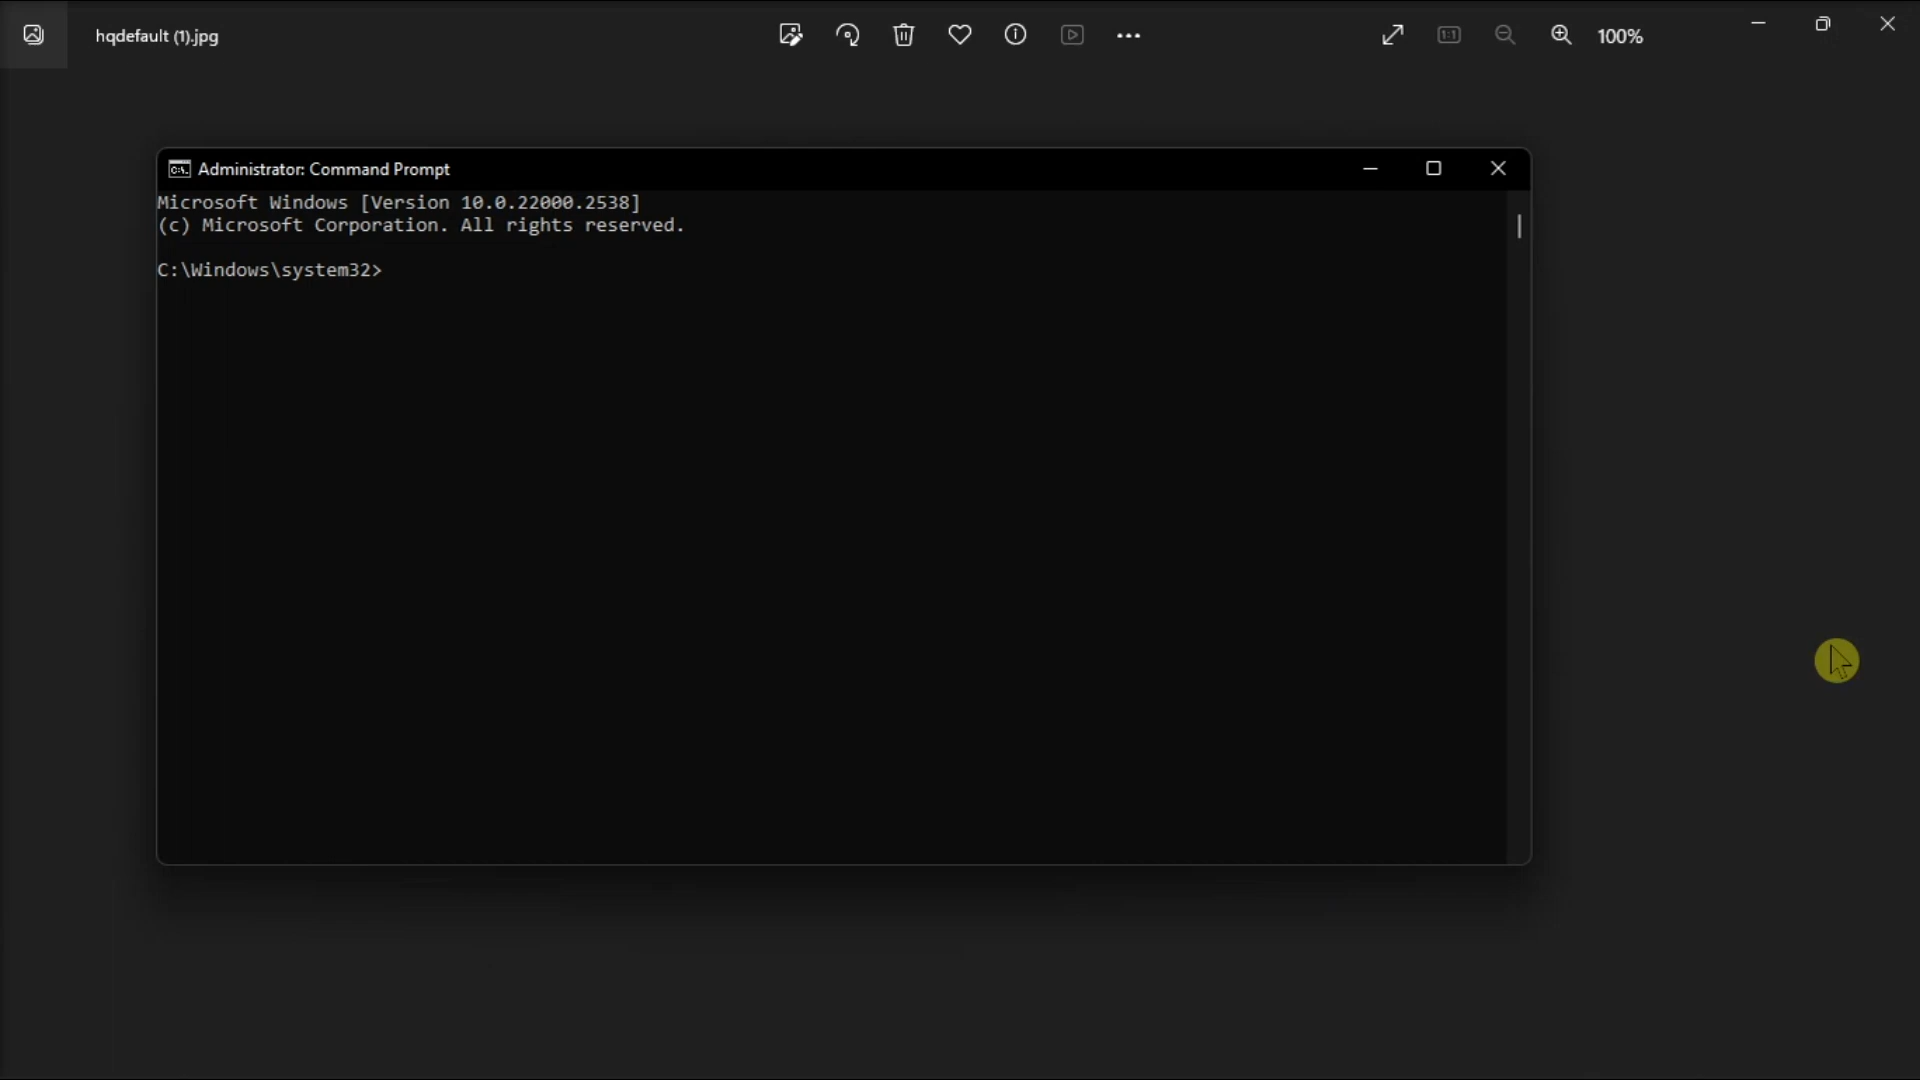 hqdefault (1).jpg
100%
Administrator: Command Prompt
Microsoft Windows [Version 10.0.22000.2538]
(c) Microsoft Corporation. All rights reserved.
C:\Windows\system32>